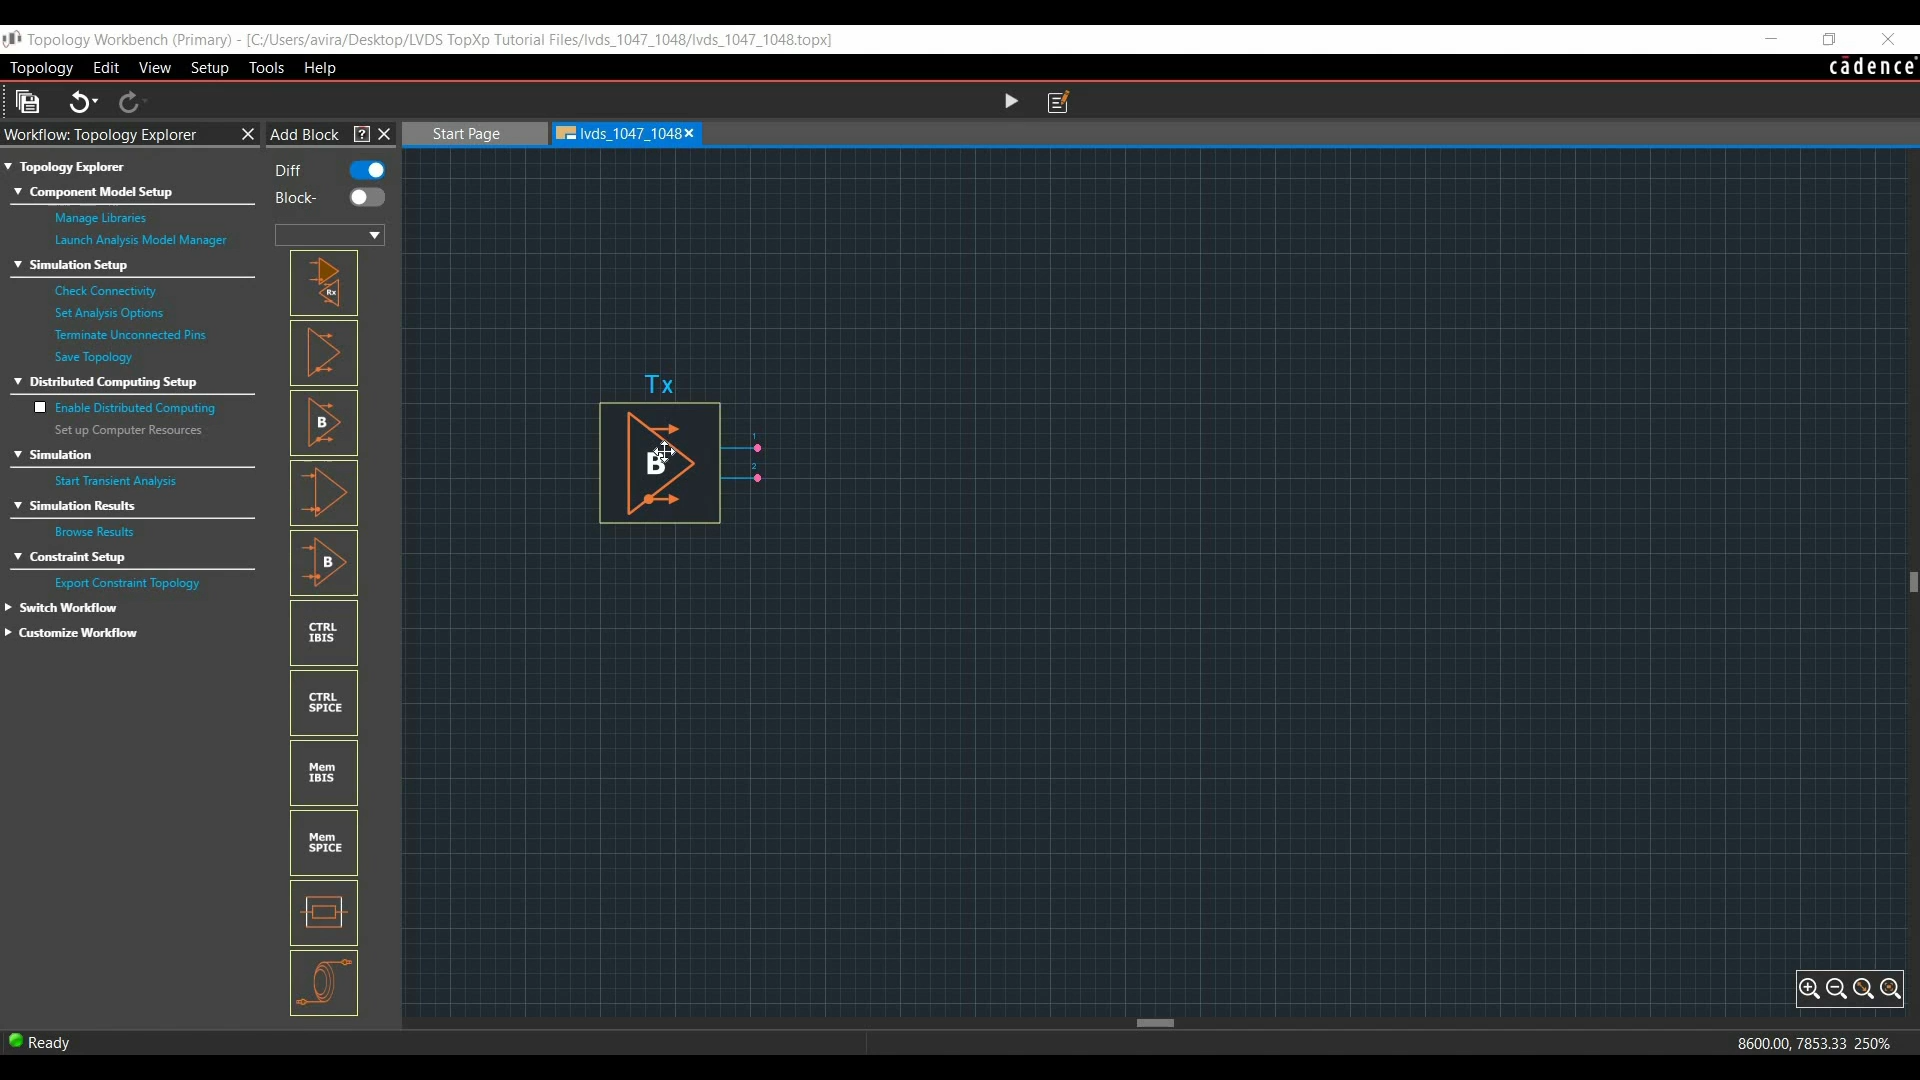 Topology Workbench (Primary) - [C:/Users/avira/Desktop/LVDS TopXp Tutorial Files/lvds_1047_1048/lvds_1047_1048.topx]
Topology Edit View Setup Tools Help
cādence
Workflow: Topology Explorer
Add Block
Start Page
lvds_1047_1048
Topology Explorer
Component Model Setup
Manage Libraries
Launch Analysis Model Manager
Simulation Setup
Check Connectivity
Set Analysis Options
Terminate Unconnected Pins
Save Topology
Distributed Computing Setup
Enable Distributed Computing
Set up Computer Resources
Simulation
Start Transient Analysis
Simulation Results
Browse Results
Constraint Setup
Export Constraint Topology
Switch Workflow
Customize Workflow
Diff
Block-
Rx
B
B
CTRL
IBIS
CTRL
SPICE
Mem
IBIS
Mem
SPICE
Tx
B
1
2
Ready
8600.00, 7853.33 250%